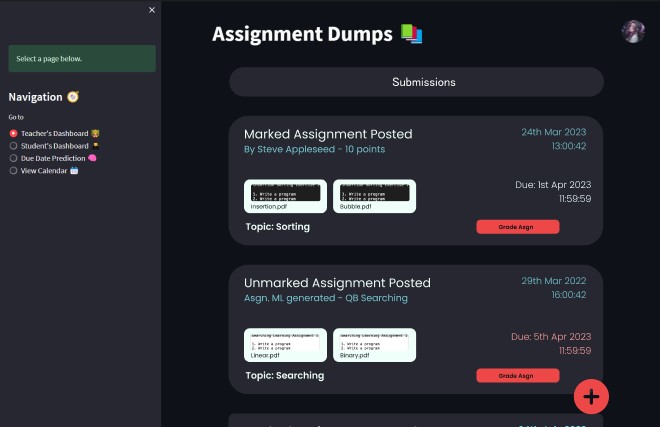 Select a page below.
Navigation
Go to
Teacher's Dashboard
Student's Dashboard
Due Date Prediction
View Calendar
Assignment Dumps
Submissions
Marked Assignment Posted
24th Mar 2023
By Steve Appleseed - 10 points
13:00:42
Due: 1st Apr 2023
11:59:59
1. Write a program
2. Write a program
Insertion.pdf
1. Write a program
2. Write a program
Bubble.pdf
Topic: Sorting
Grade Asgn
Unmarked Assignment Posted
29th Mar 2022
Asgn. ML generated - QB Searching
16:00:42
Due: 5th Apr 2023
11:59:59
1. Write a program
2. Write a program
Linear.pdf
1. Write a program
2. Write a program
Binary.pdf
Topic: Searching
Grade Asgn